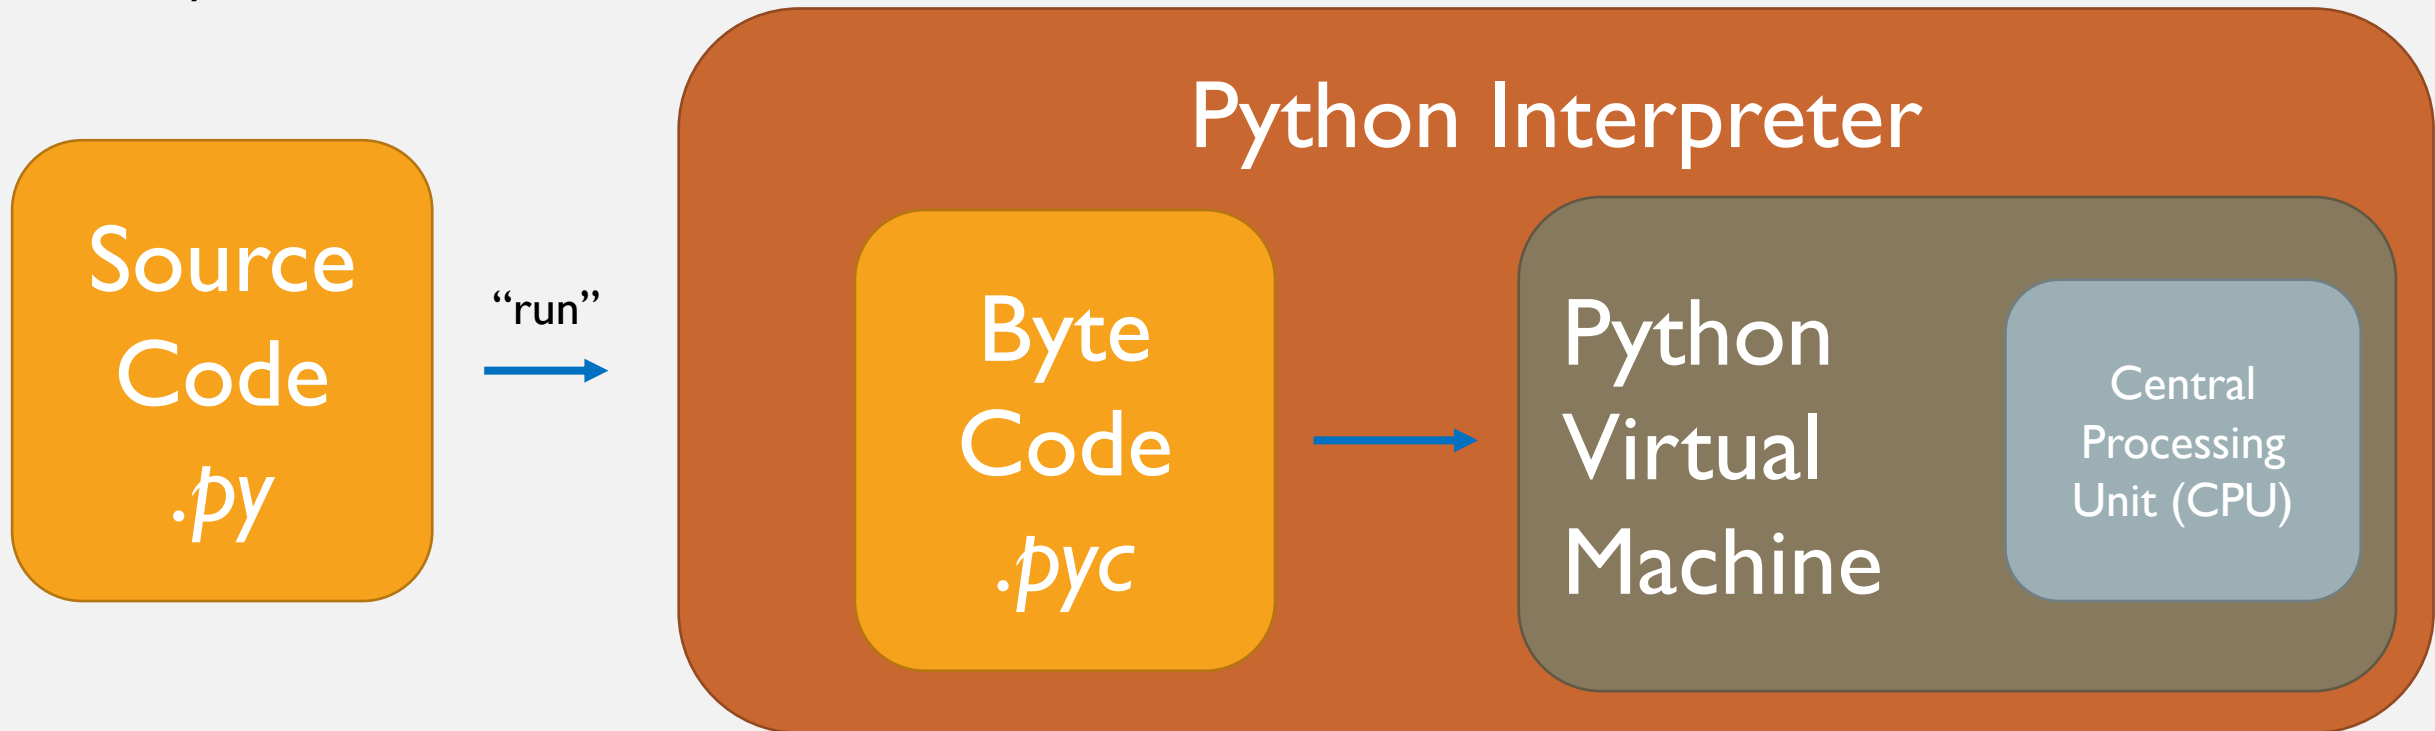 Python Interpreter
Source
Code
.py
“run”
Byte
Code
.pyc
Python
Virtual
Machine
Central
Processing
Unit (CPU)